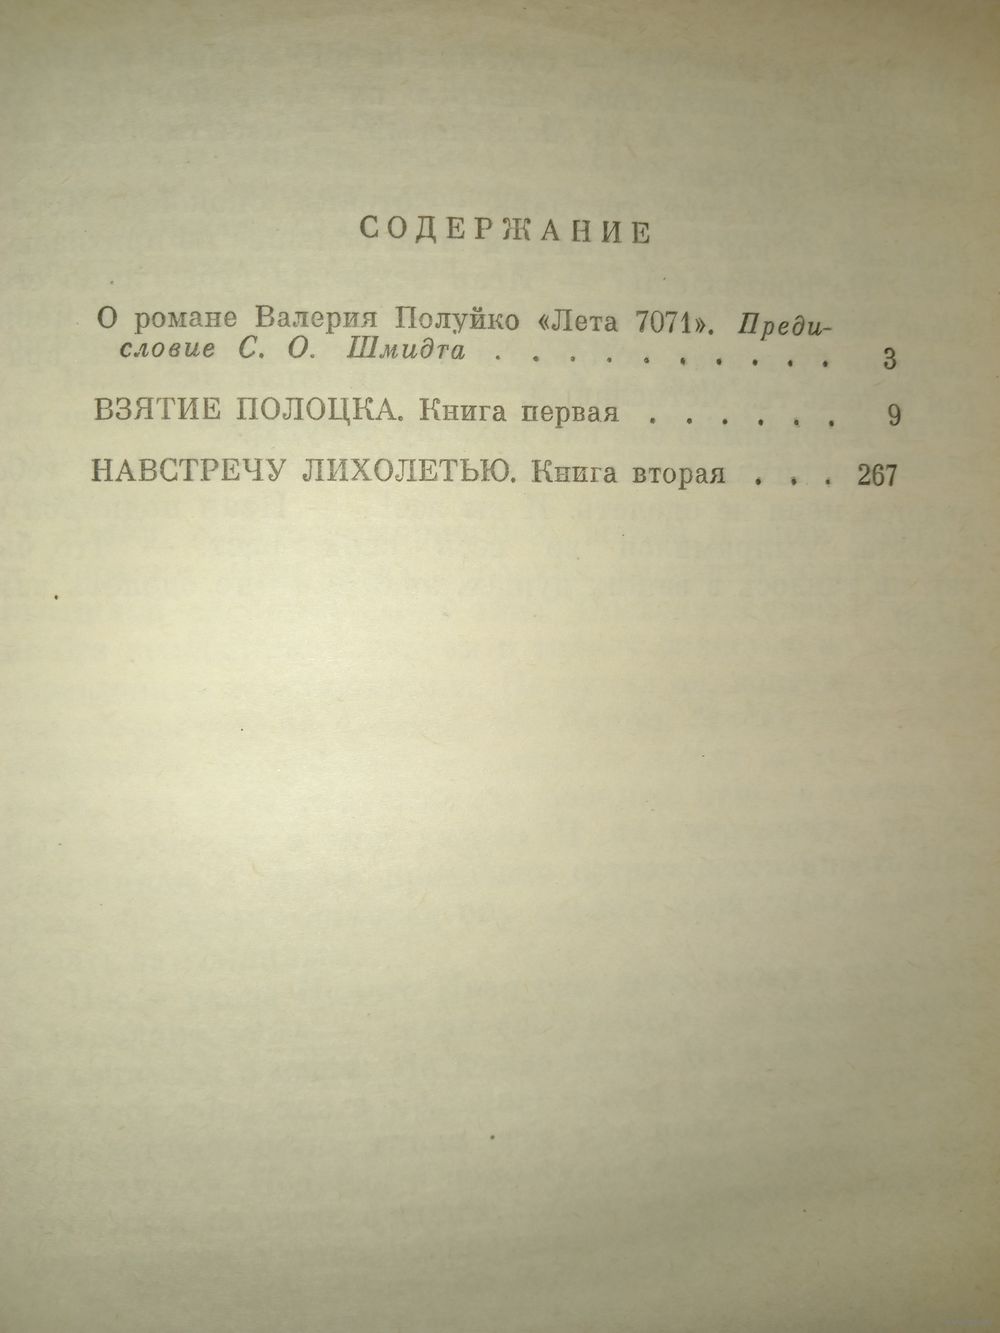 СОДЕРЖАНИЕ
О романе Валерия Полуйко «Лета 7071». Преди-
словие С. О. Шмидта . . . . . . . . . . 3
ВЗЯТИЕ ПОЛОЦКА. Книга первая . . . . . . 9
НАВСТРЕЧУ ЛИХОЛЕТЬЮ. Книга вторая . . . 267